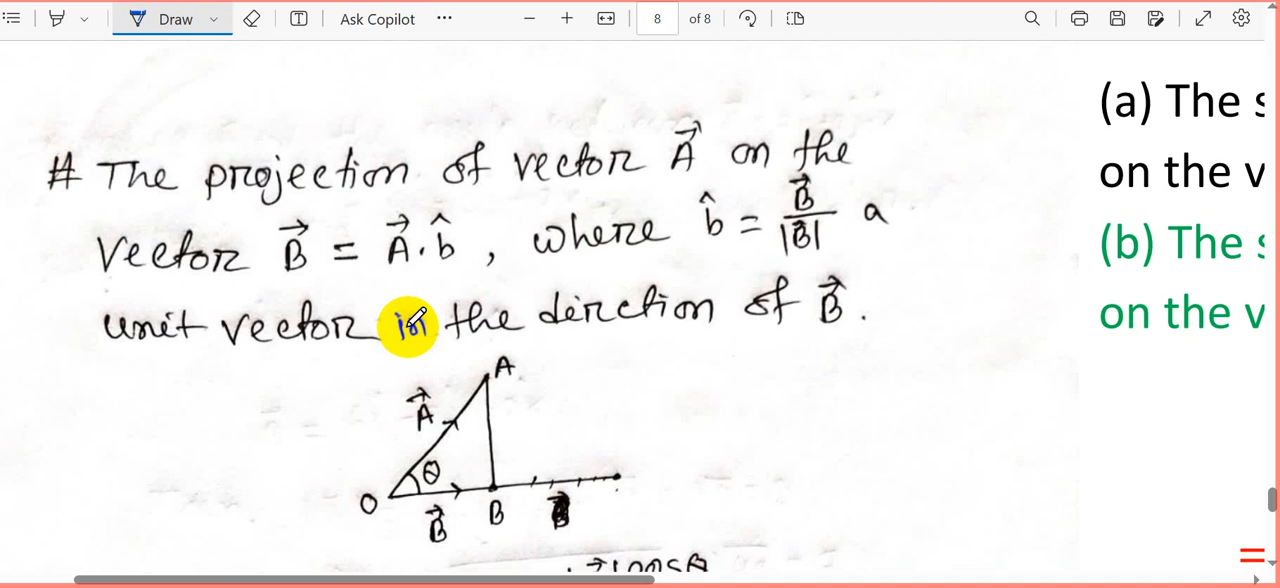 Draw
Ask Copilot
8 of 8
# The projection of vector A⃗ on the
vector B⃗ = A⃗.b̂, where b̂ = B⃗/|B⃗| a
unit vector in the dirction of B⃗.
A
A⃗
θ
O
B⃗
B
(a) The s
on the v
(b) The s
on the v
=